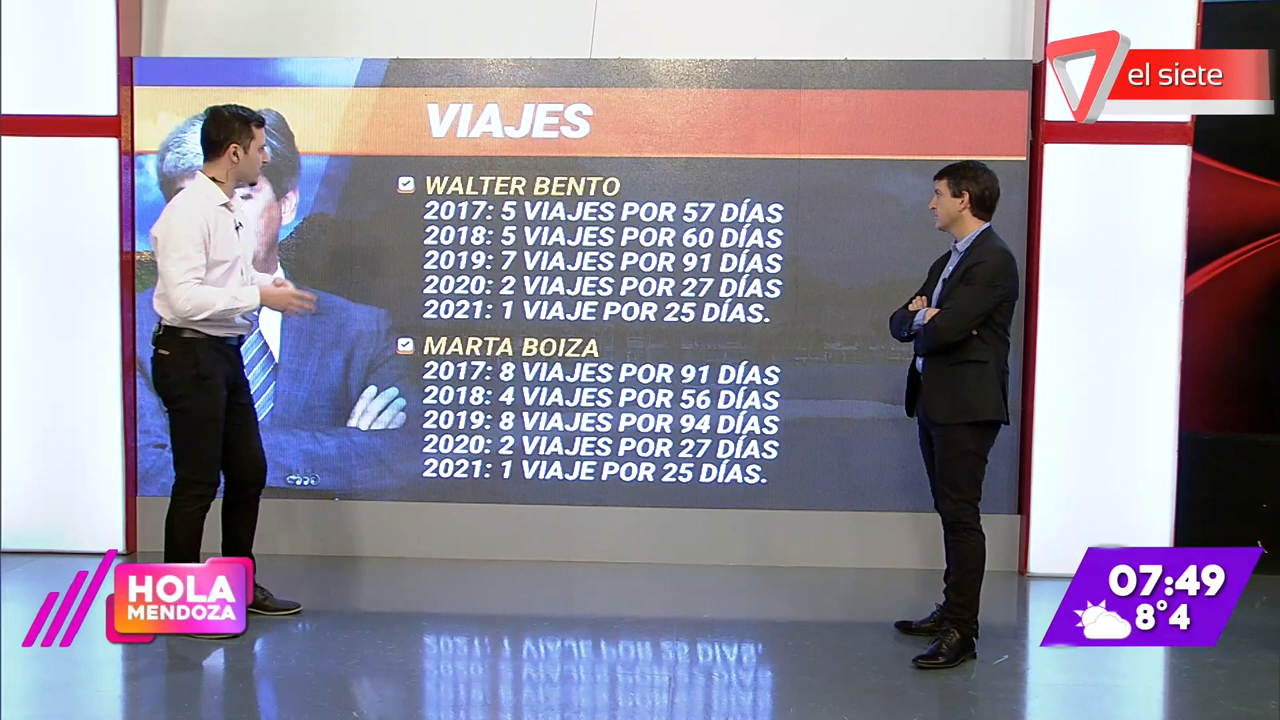 el siete
VIAJES
WALTER BENTO
2017: 5 VIAJES POR 57 DÍAS
2018: 5 VIAJES POR 60 DÍAS
2019: 7 VIAJES POR 91 DÍAS
2020: 2 VIAJES POR 27 DÍAS
2021: 1 VIAJE POR 25 DÍAS.
MARTA BOIZA
2017: 8 VIAJES POR 91 DÍAS
2018: 4 VIAJES POR 56 DÍAS
2019: 8 VIAJES POR 94 DÍAS
2020: 2 VIAJES POR 27 DÍAS
2021: 1 VIAJE POR 25 DÍAS.
HOLA
MENDOZA
07:49
8°4